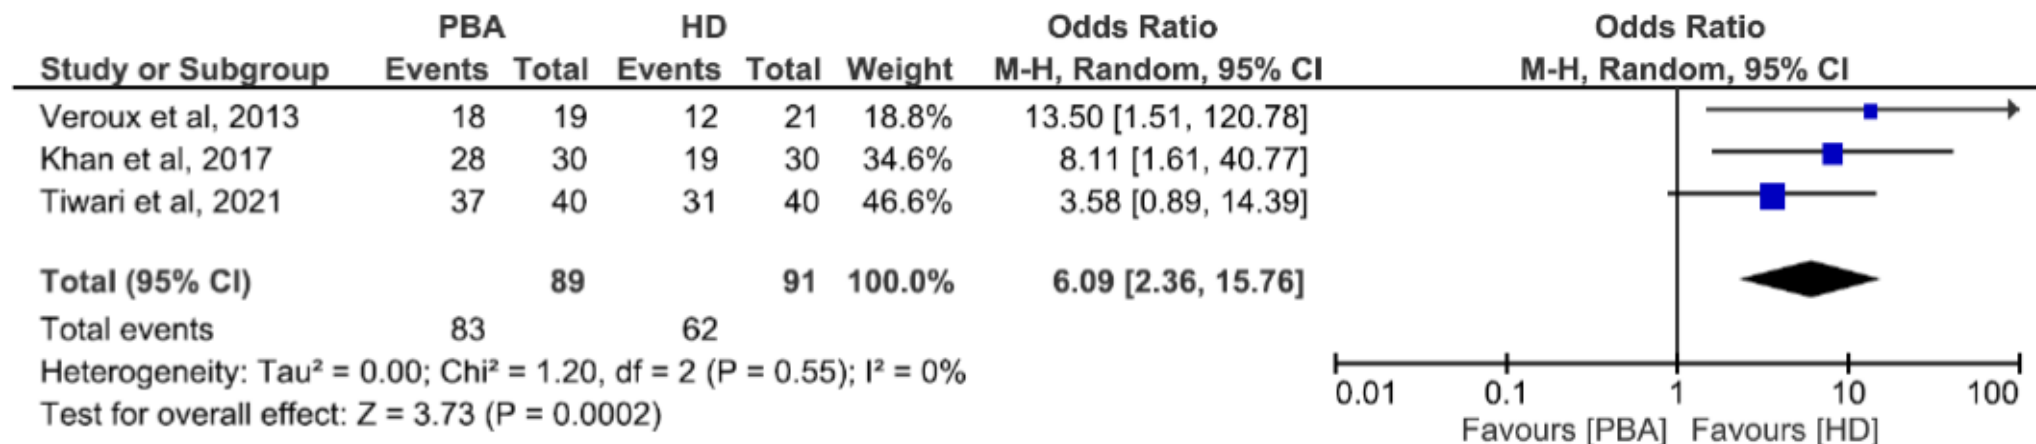 PBA HD Odds Ratio Odds Ratio
Study or Subgroup Events Total Events Total Weight M-H, Random, 95% CI M-H, Random, 95% CI
Veroux et al, 2013 18 19 12 21 18.8% 13.50 [1.51, 120.78]
Khan et al, 2017 28 30 19 30 34.6% 8.11 [1.61, 40.77]
Tiwari et al, 2021 37 40 31 40 46.6% 3.58 [0.89, 14.39]
Total (95% CI) 89 91 100.0% 6.09 [2.36, 15.76]
Total events 83 62
Heterogeneity: Tau² = 0.00; Chi² = 1.20, df = 2 (P = 0.55); I² = 0%
Test for overall effect: Z = 3.73 (P = 0.0002)
0.01 0.1 1 10 100
Favours [PBA] Favours [HD]